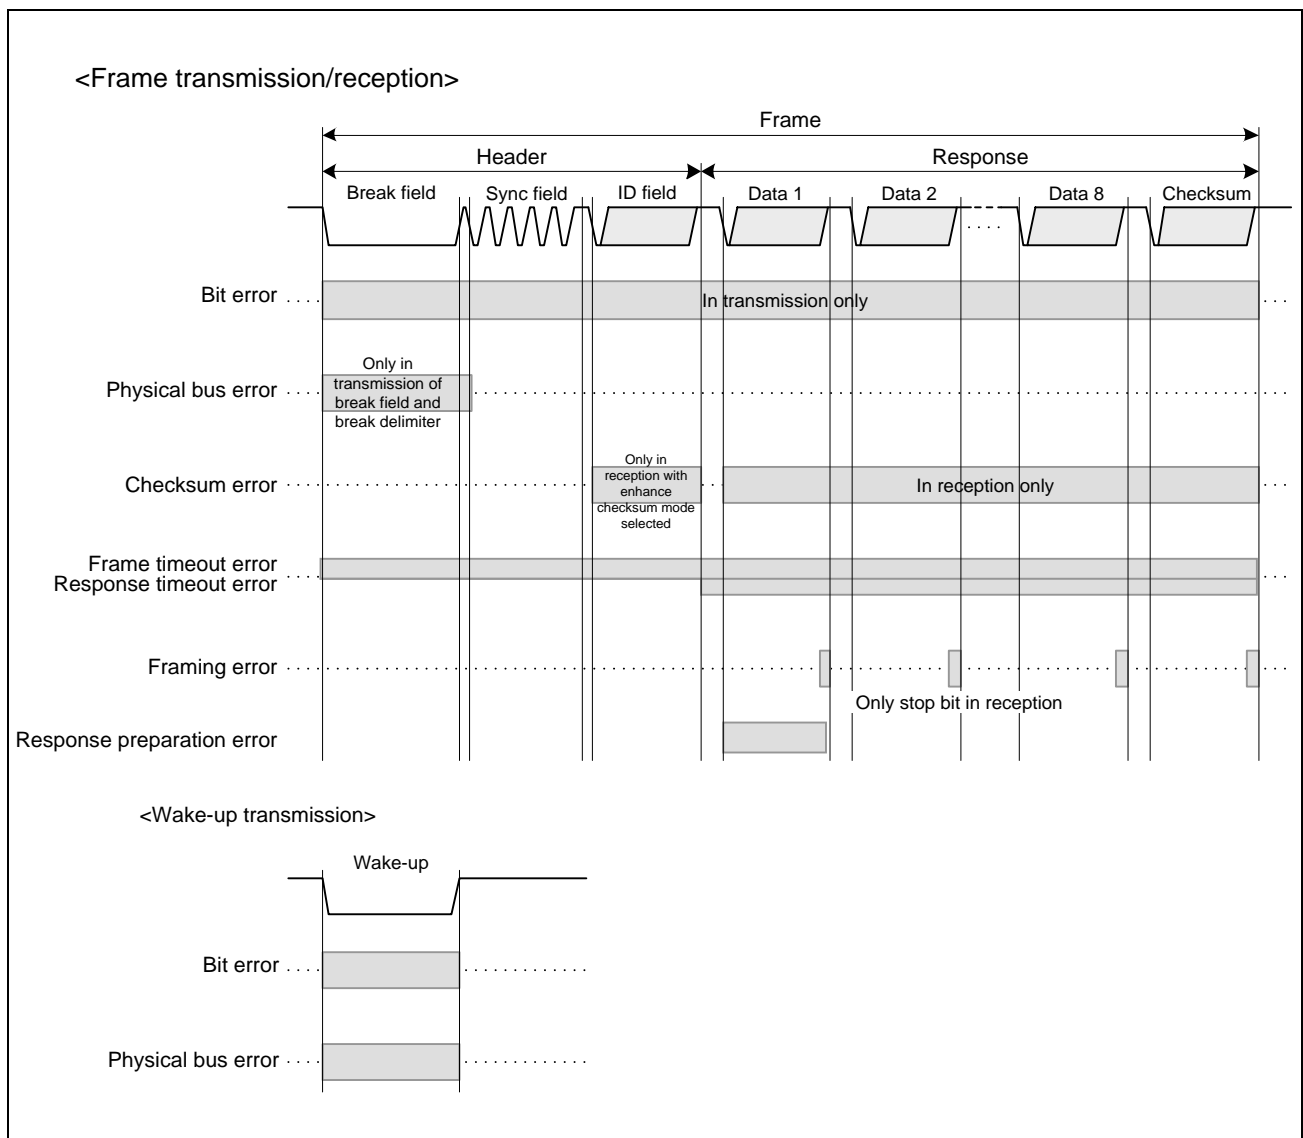 <Frame transmission/reception>
Frame
Header
Response
Break field
Sync field
ID field
Data 1
Data 2
Data 8
Checksum
Bit error
In transmission only
Physical bus error
Only in
transmission of
break field and
break delimiter
Checksum error
Only in
reception with
enhance
checksum mode
selected
In reception only
Frame timeout error
Response timeout error
Framing error
Only stop bit in reception
Response preparation error
<Wake-up transmission>
Wake-up
Bit error
Physical bus error